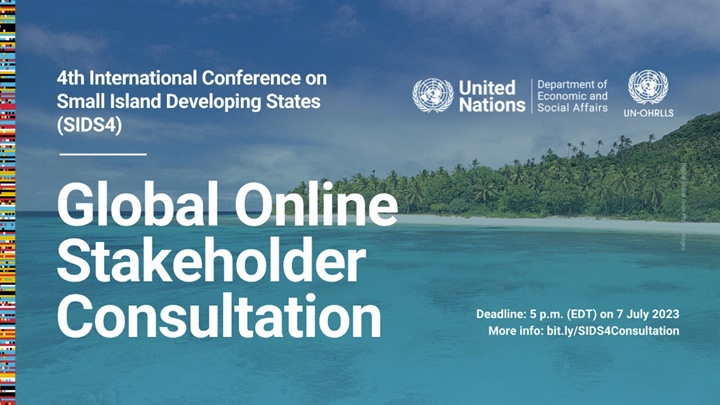 4th International Conference on
Small Island Developing States
(SIDS4)
United
Nations
Department of
Economic and
Social Affairs
UN-OHRLLS
Global Online
Stakeholder
Consultation
Deadline: 5 p.m. (EDT) on 7 July 2023
More info: bit.ly/SIDS4Consultation